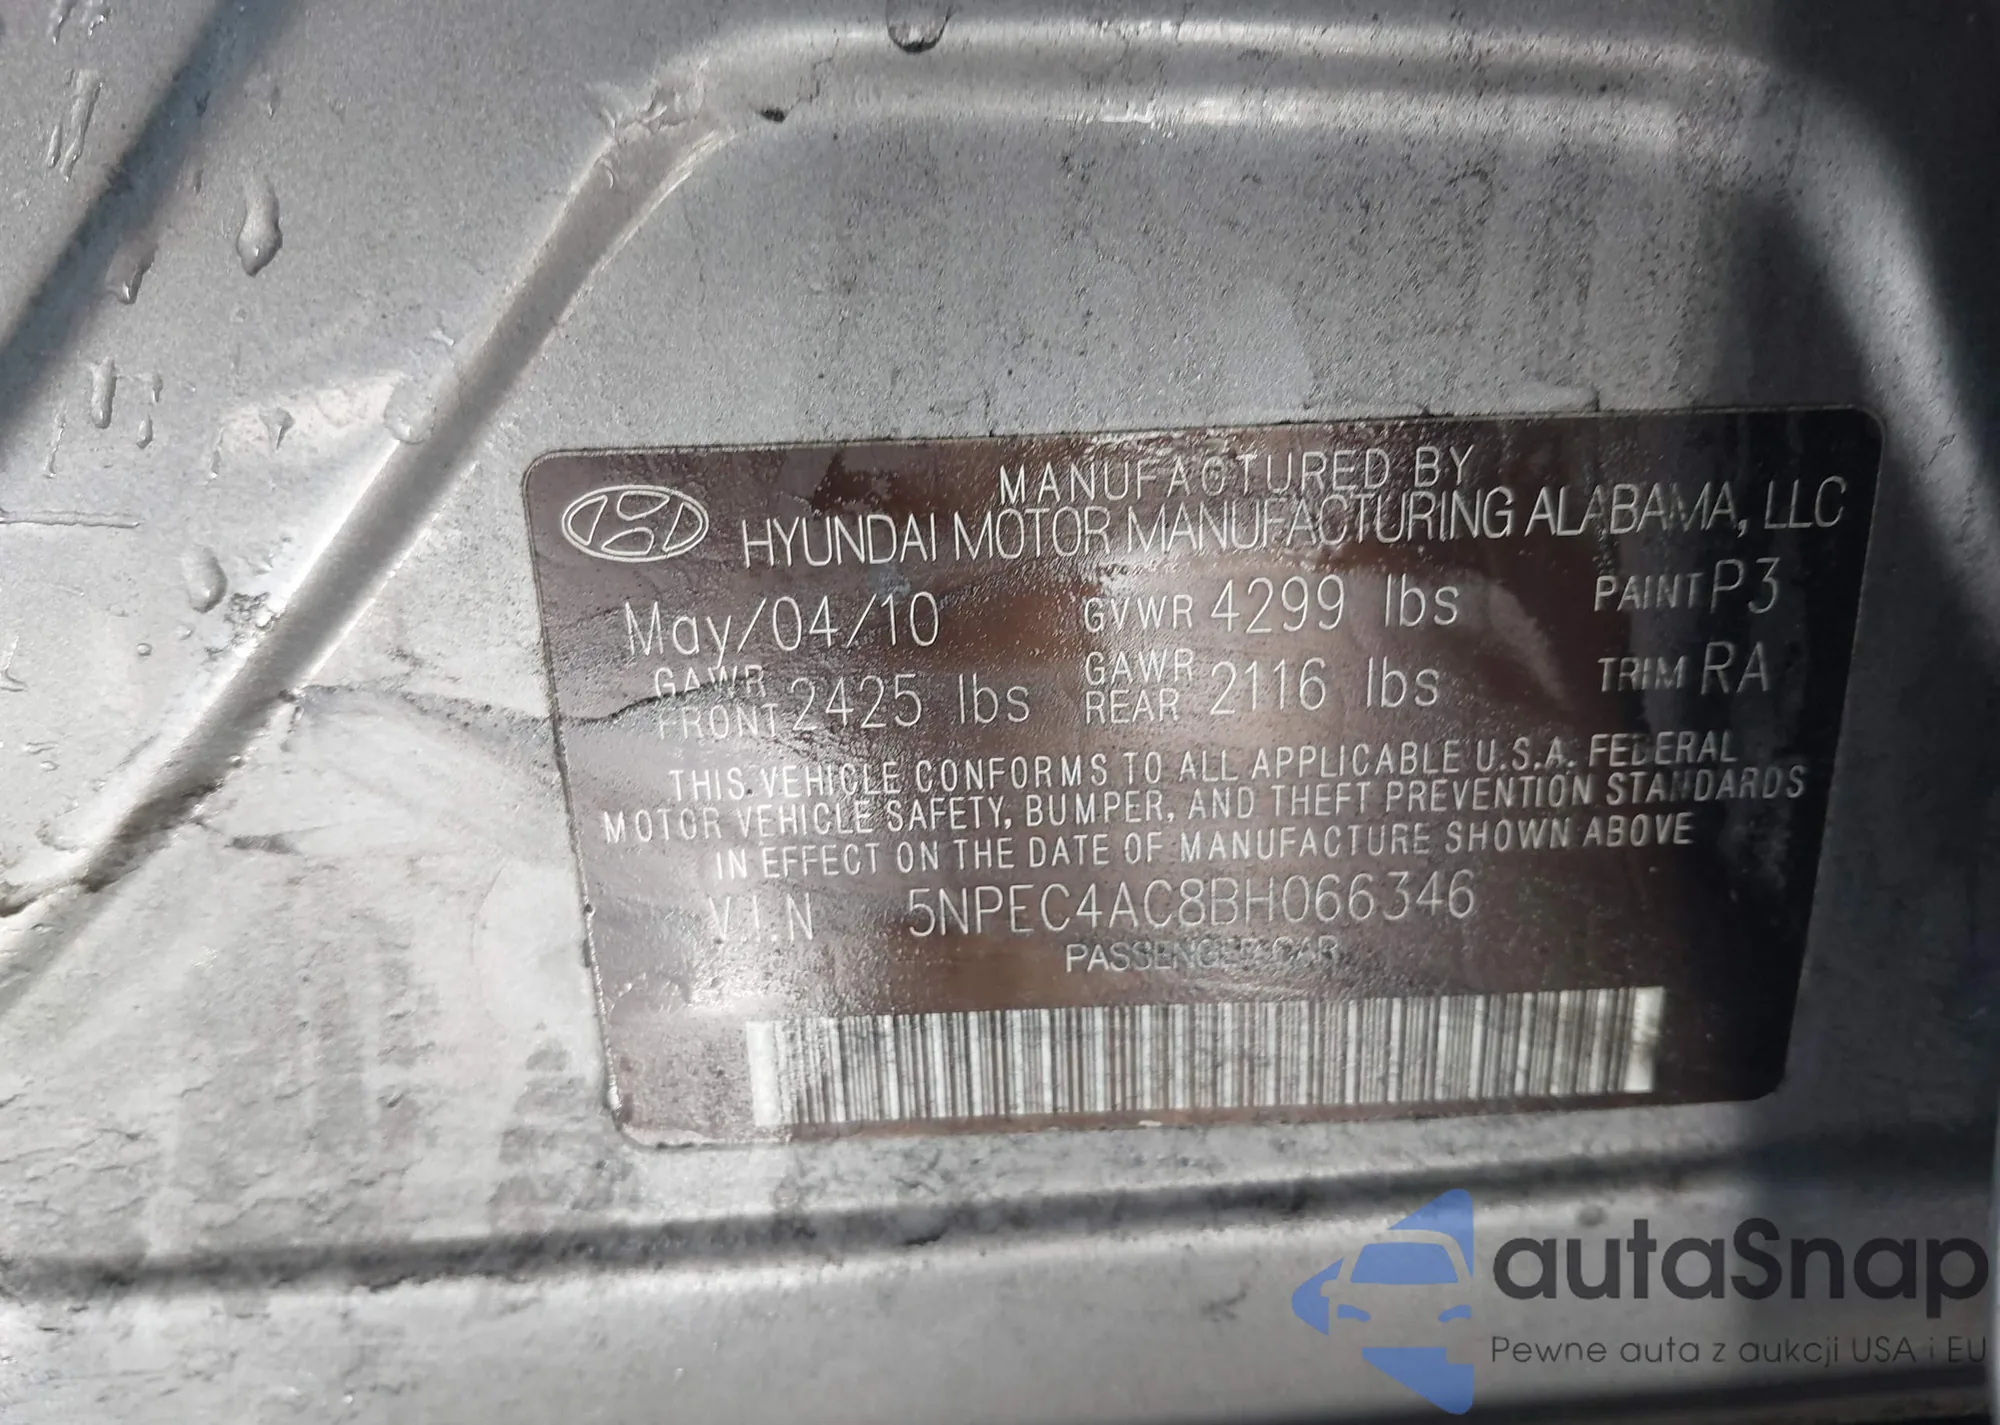 MANUFACTURED BY
HYUNDAI MOTOR MANUFACTURING ALABAMA, LLC
May/04/10 GVWR 4299 lbs PAINT P3
GAWR FRONT 2425 lbs GAWR REAR 2116 lbs TRIM RA
THIS VEHICLE CONFORMS TO ALL APPLICABLE U.S.A. FEDERAL
MOTOR VEHICLE SAFETY, BUMPER, AND THEFT PREVENTION STANDARDS
IN EFFECT ON THE DATE OF MANUFACTURE SHOWN ABOVE
V.I.N 5NPEC4AC8BH066346
PASSENGER CAR
autaSnap
Pewne auta z aukcji USA i EU